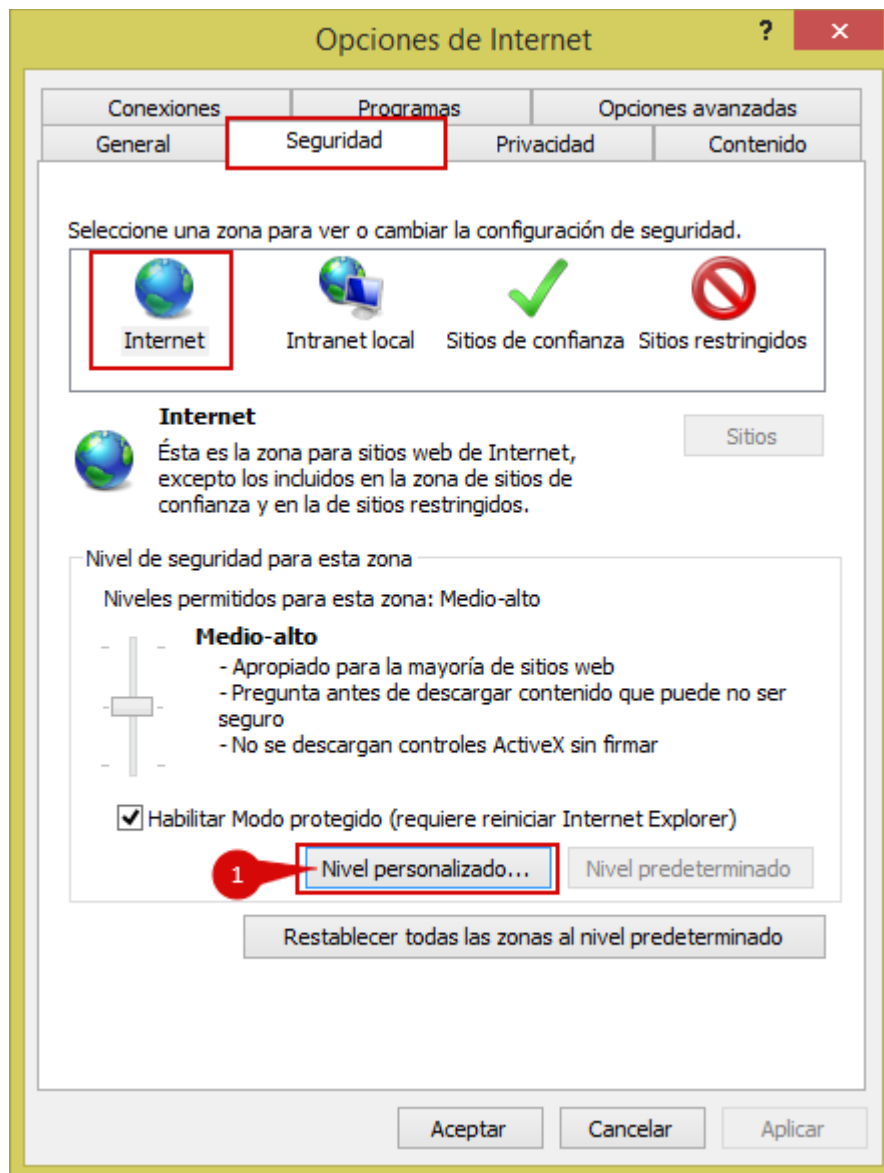 Opciones de Internet
?
×
Conexiones
Programas
Opciones avanzadas
General
Seguridad
Privacidad
Contenido
Seleccione una zona para ver o cambiar la configuración de seguridad.
Internet
Intranet local
Sitios de confianza
Sitios restringidos
Internet
Sitios
Ésta es la zona para sitios web de Internet,
excepto los incluidos en la zona de sitios de
confianza y en la de sitios restringidos.
Nivel de seguridad para esta zona
Niveles permitidos para esta zona: Medio-alto
Medio-alto
- Apropiado para la mayoría de sitios web
- Pregunta antes de descargar contenido que puede no ser
seguro
- No se descargan controles ActiveX sin firmar
Habilitar Modo protegido (requiere reiniciar Internet Explorer)
1
Nivel personalizado...
Nivel predeterminado
Restablecer todas las zonas al nivel predeterminado
Aceptar
Cancelar
Aplicar